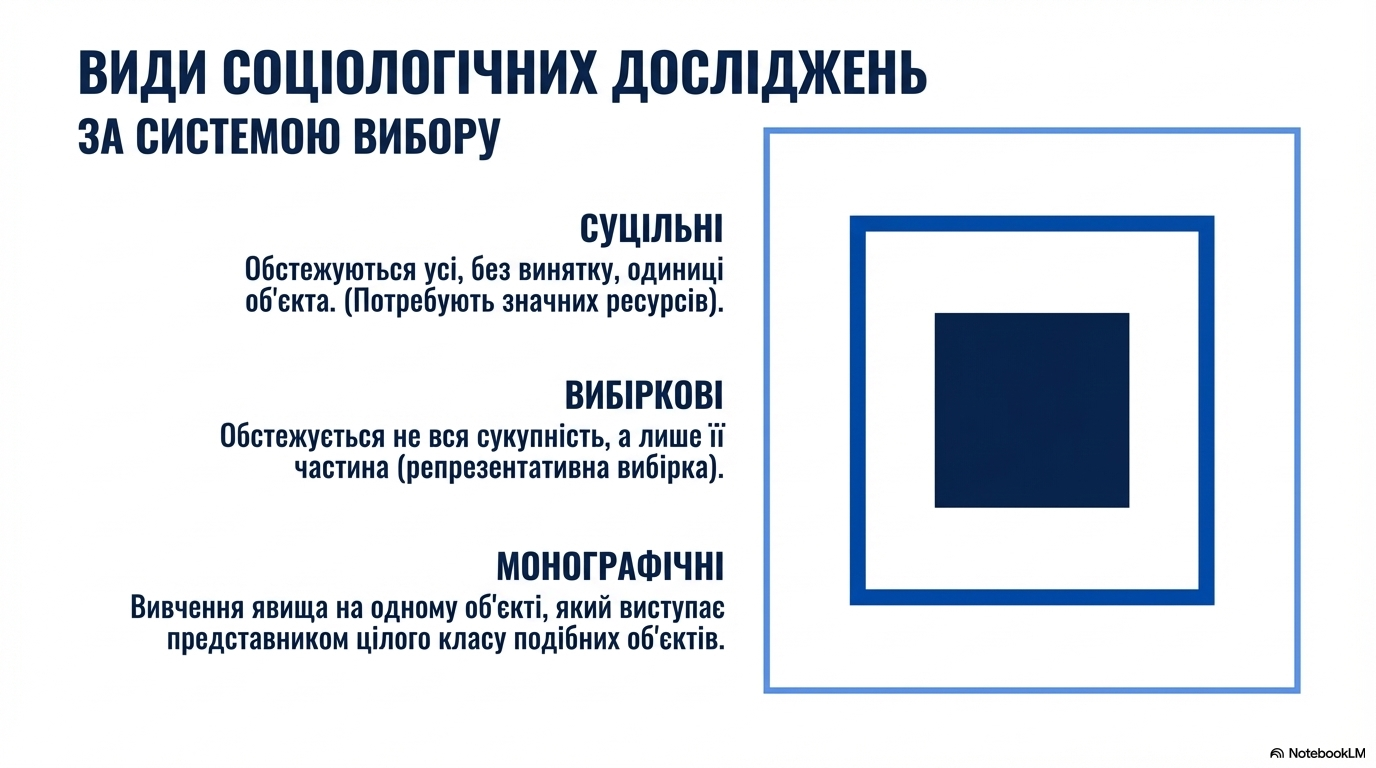 ВИДИ СОЦІОЛОГІЧНИХ ДОСЛІДЖЕНЬ
ЗА СИСТЕМОЮ ВИБОРУ
СУЦІЛЬНІ
Обстежуються усі, без винятку, одиниці
об'єкта. (Потребують значних ресурсів).
ВИБІРКОВІ
Обстежується не вся сукупність, а лише її
частина (репрезентативна вибірка).
МОНОГРАФІЧНІ
Вивчення явища на одному об'єкті, який виступає
представником цілого класу подібних об'єктів.
NotebookLM